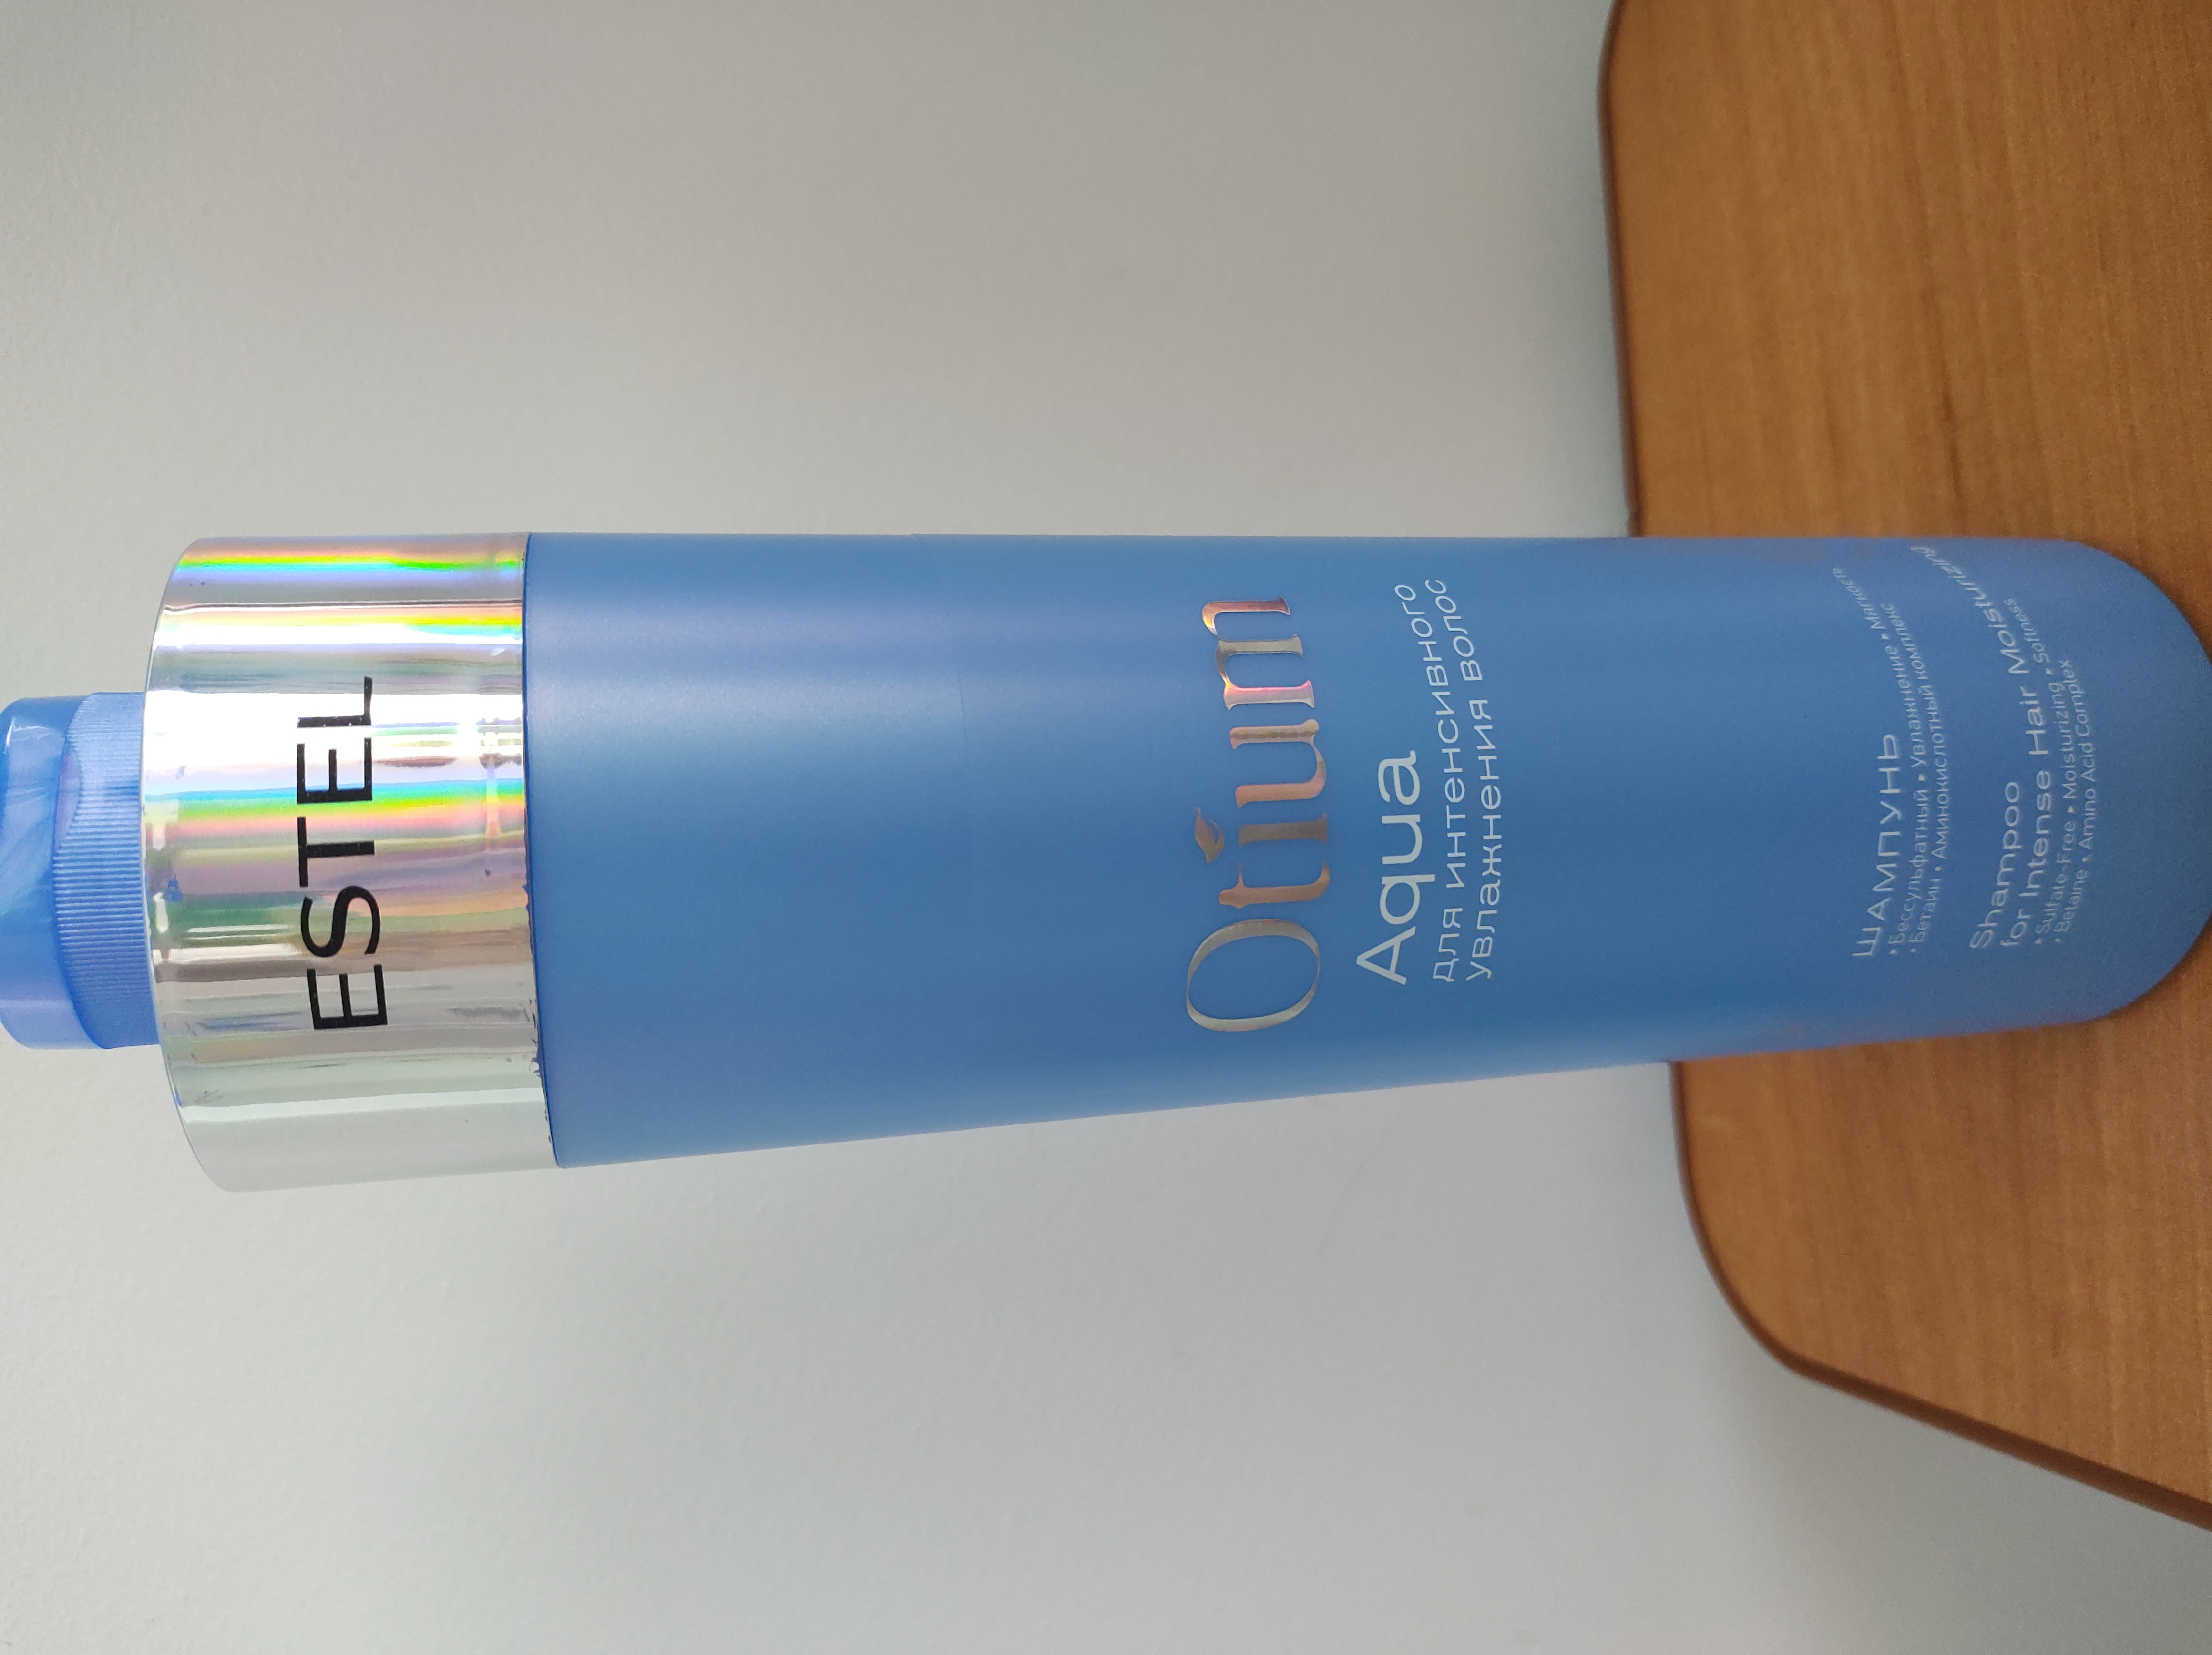 ESTEL
Otium
Aqua
для интенсивного
увлажнения волос
ШАМПУНЬ
• Бессульфатный • Увлажнение • Мягкость
• Бетаин • Аминокислотный комплекс
Shampoo
for Intense Hair Moisturizing
• Sulfate-Free • Moisturizing • Softness
• Betaine • Amino Acid Complex